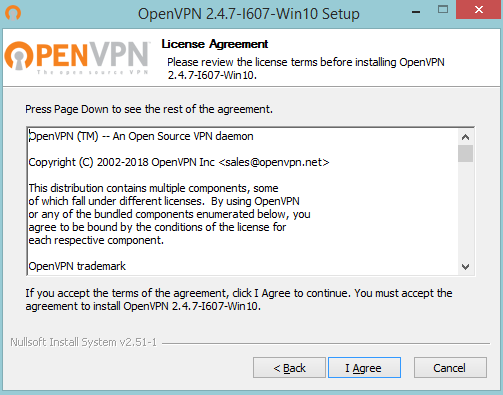 OpenVPN 2.4.7-I607-Win10 Setup
OPENVPN
The open source VPN
TM
License Agreement
Please review the license terms before installing OpenVPN
2.4.7-I607-Win10.
Press Page Down to see the rest of the agreement.
OpenVPN (TM) -- An Open Source VPN daemon
Copyright (C) 2002-2018 OpenVPN Inc <sales@openvpn.net>
This distribution contains multiple components, some
of which fall under different licenses.  By using OpenVPN
or any of the bundled components enumerated below, you
agree to be bound by the conditions of the license for
each respective component.
OpenVPN trademark
If you accept the terms of the agreement, click I Agree to continue. You must accept the
agreement to install OpenVPN 2.4.7-I607-Win10.
Nullsoft Install System v2.51-1
< Back
I Agree
Cancel